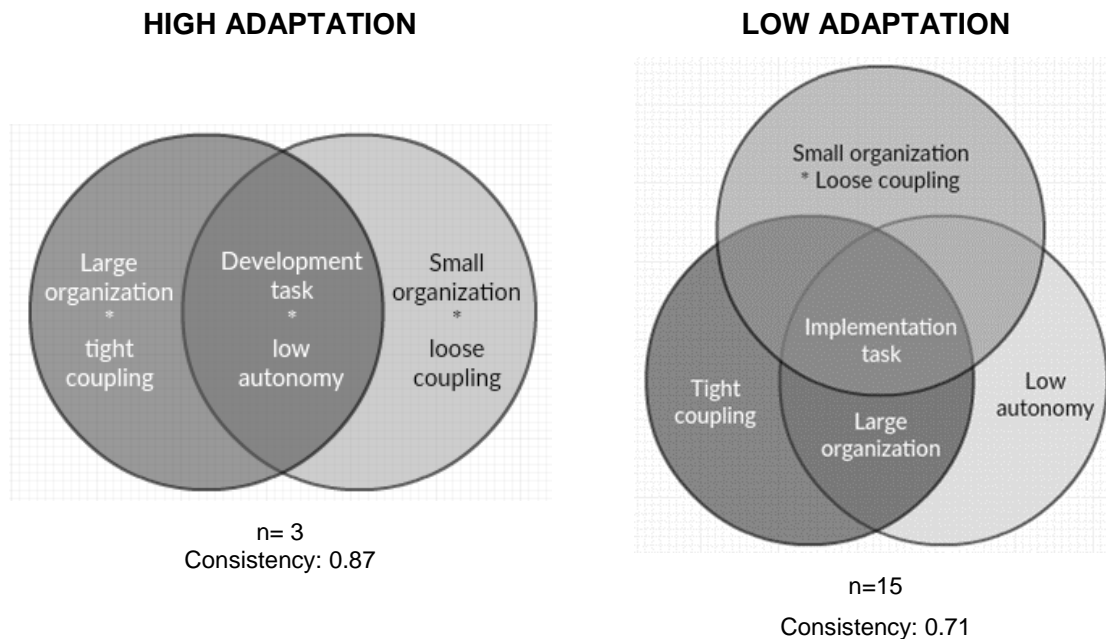 HIGH ADAPTATION
Large
organization
*
tight
coupling
Development
task
*
low
autonomy
Small
organization
*
loose
coupling
n= 3
Consistency: 0.87
LOW ADAPTATION
Small organization
* Loose coupling
Implementation
task
Tight
coupling
Large
organization
Low
autonomy
n=15
Consistency: 0.71